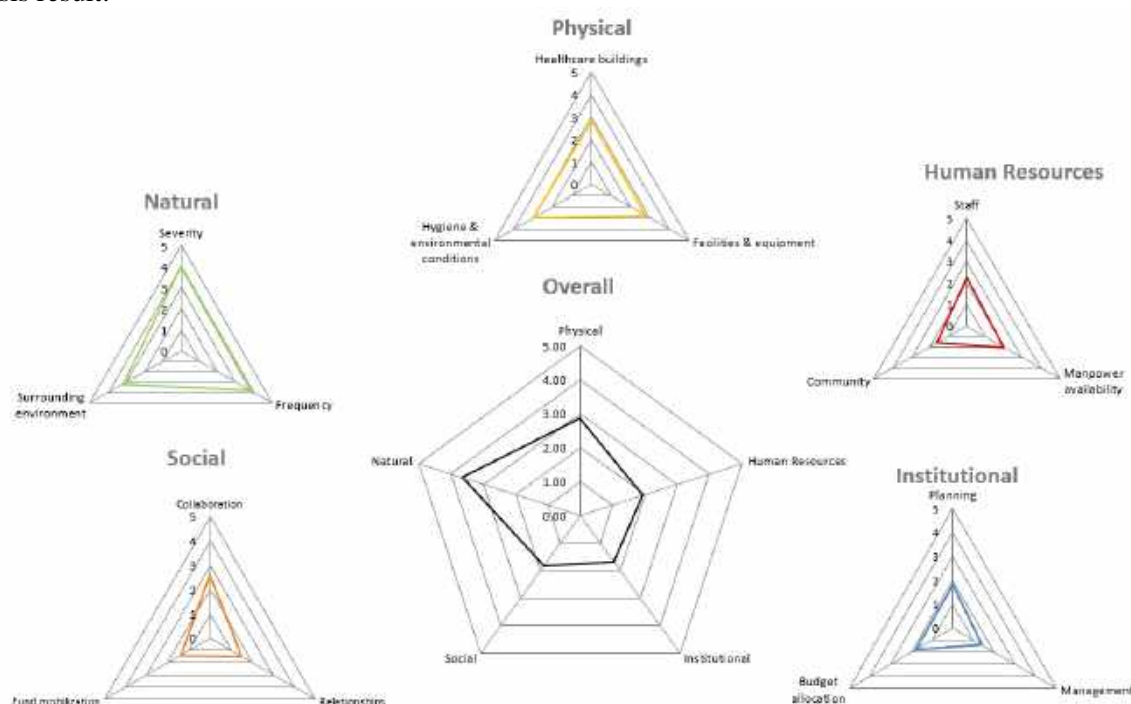 sis result.
Physical
Healthcare buildings
5
4
3
2
1
0
Hygiene &
environmental
conditions
Facilities & equipment
Human Resources
Staff
5
4
3
2
1
0
Community
Manpower
availability
Natural
Severity
5
4
3
2
1
0
Surrounding
environment
Frequency
Overall
Physical
5.00
4.00
3.00
2.00
1.00
0.00
Natural
Human Resources
Social
Institutional
Social
Collaboration
5
4
3
2
1
0
Fund mobilization
Relationships
Institutional
Planning
5
4
3
2
1
0
Budget
allocation
Management